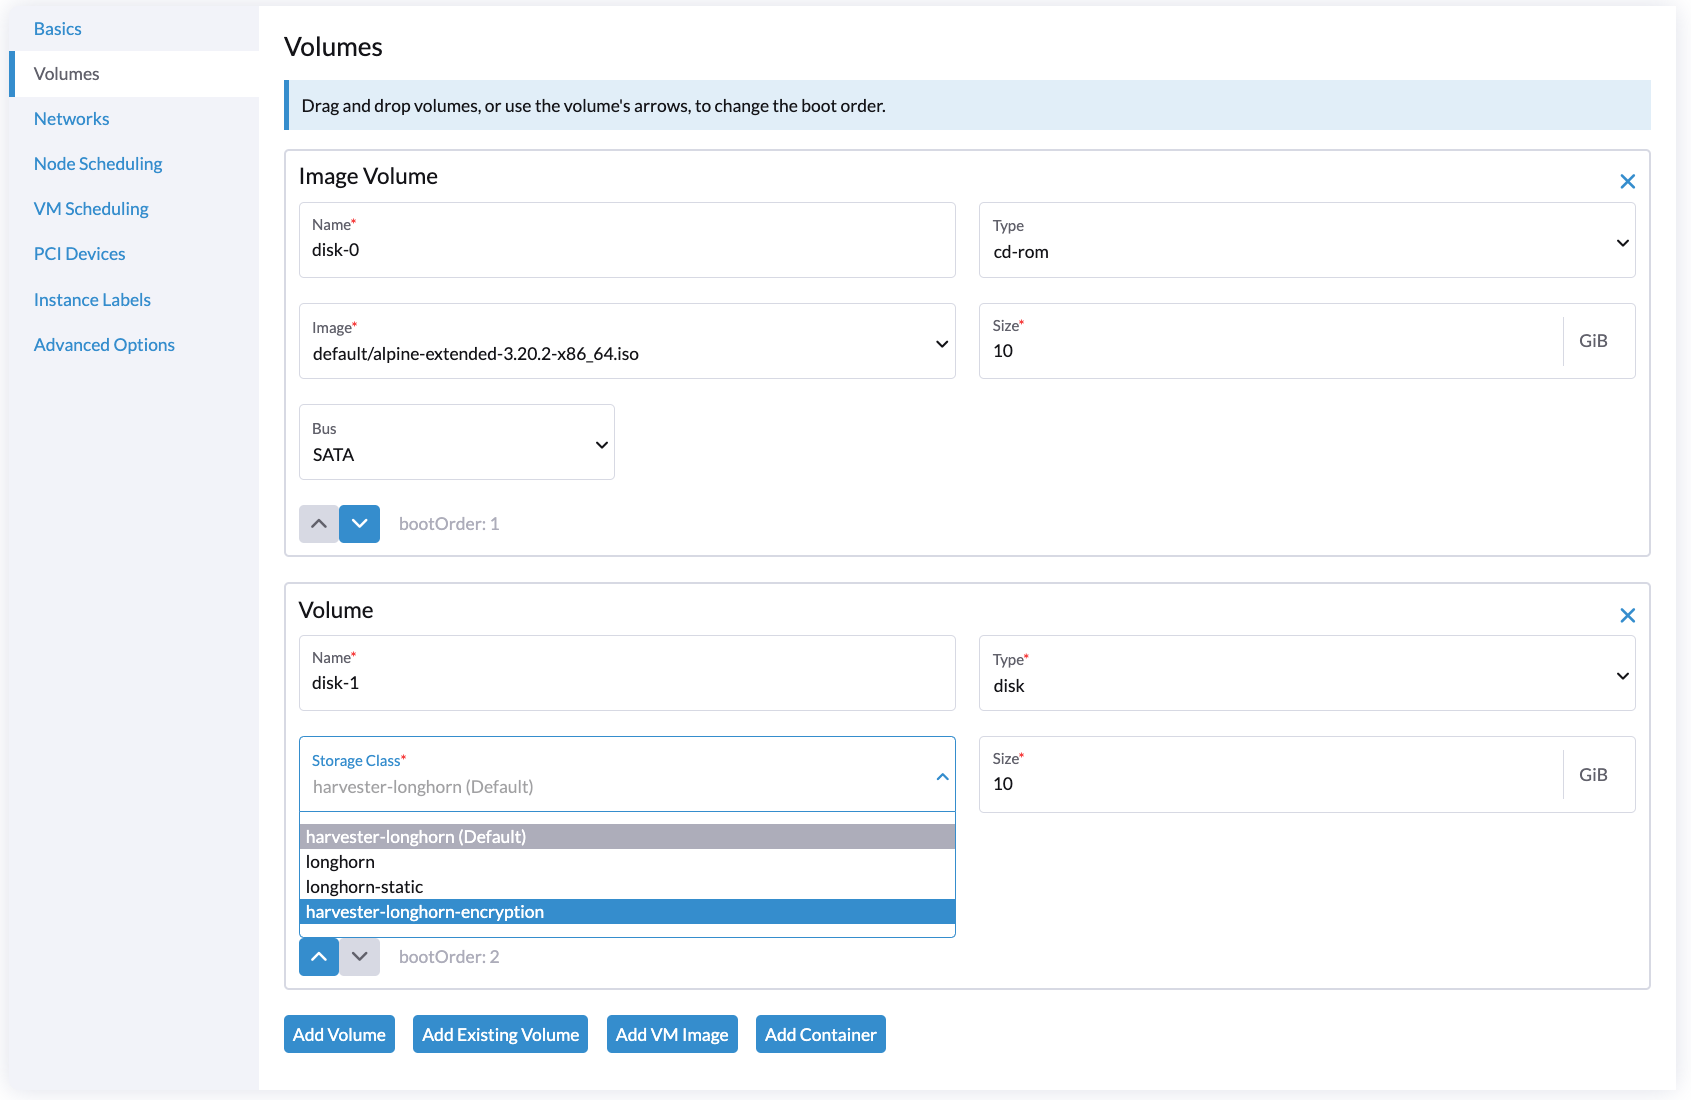 Basics
Volumes
Networks
Node Scheduling
VM Scheduling
PCI Devices
Instance Labels
Advanced Options
Volumes
Drag and drop volumes, or use the volume's arrows, to change the boot order.
Image Volume
Name*
disk-0
Type
cd-rom
Image*
default/alpine-extended-3.20.2-x86_64.iso
Size*
10
GiB
Bus
SATA
bootOrder: 1
Volume
Name*
disk-1
Type*
disk
Storage Class*
harvester-longhorn (Default)
Size*
10
GiB
harvester-longhorn (Default)
longhorn
longhorn-static
harvester-longhorn-encryption
bootOrder: 2
Add Volume
Add Existing Volume
Add VM Image
Add Container